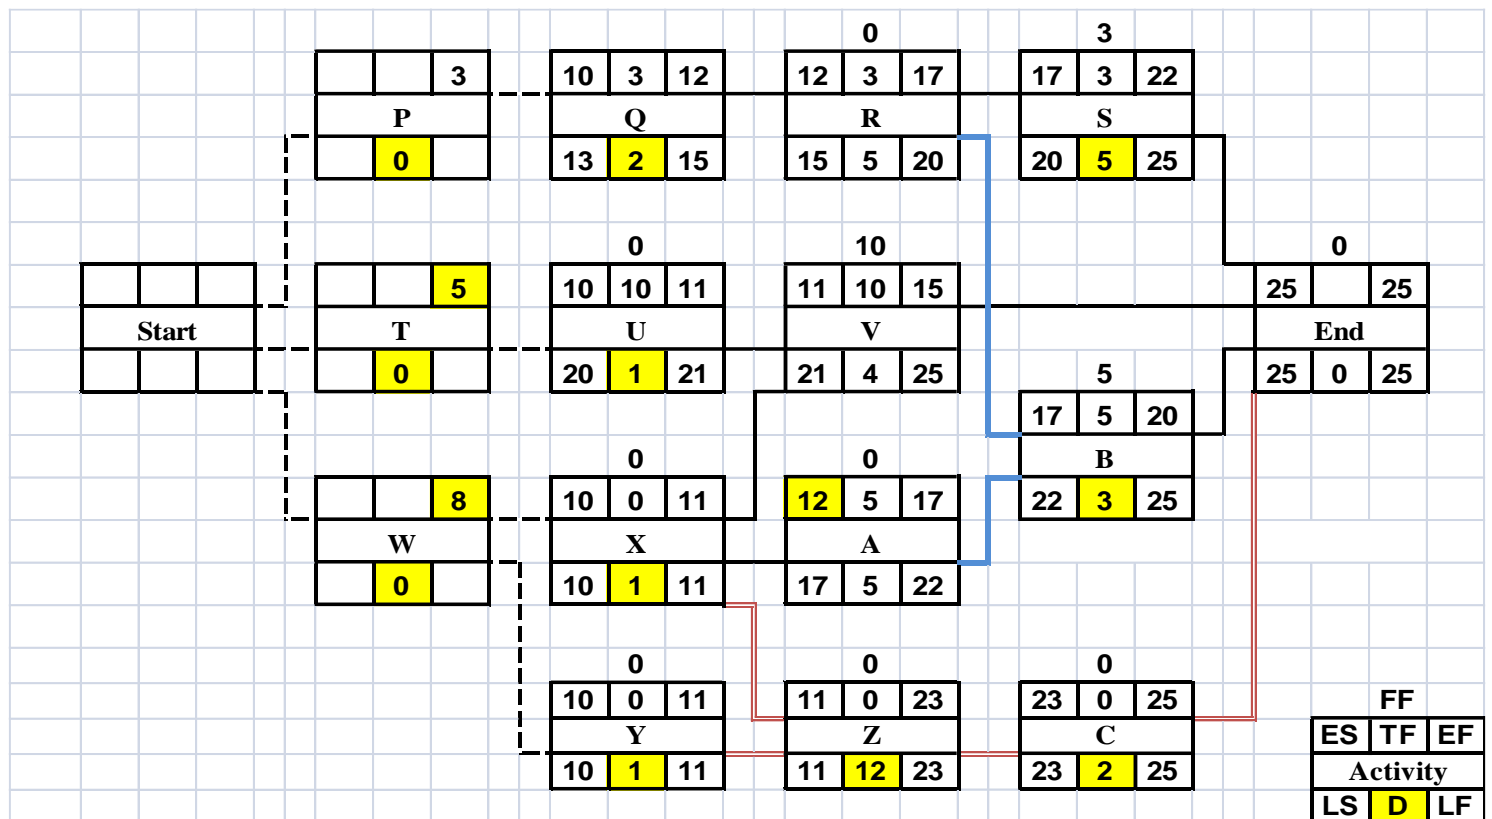 0 3
3 10 3 12 12 3 17 17 3 22
P Q R S
0 13 2 15 15 5 20 20 5 25
0 10 0
5 10 10 11 11 10 15 25 25
Start T U V End
0 20 1 21 21 4 25 5 25 0 25
17 5 20
0 0 B
8 10 0 11 12 5 17 22 3 25
W X A
0 10 1 11 17 5 22
0 0 0
10 0 11 11 0 23 23 0 25 FF
Y Z C ES TF EF
10 1 11 11 12 23 23 2 25 Activity
LS D LF